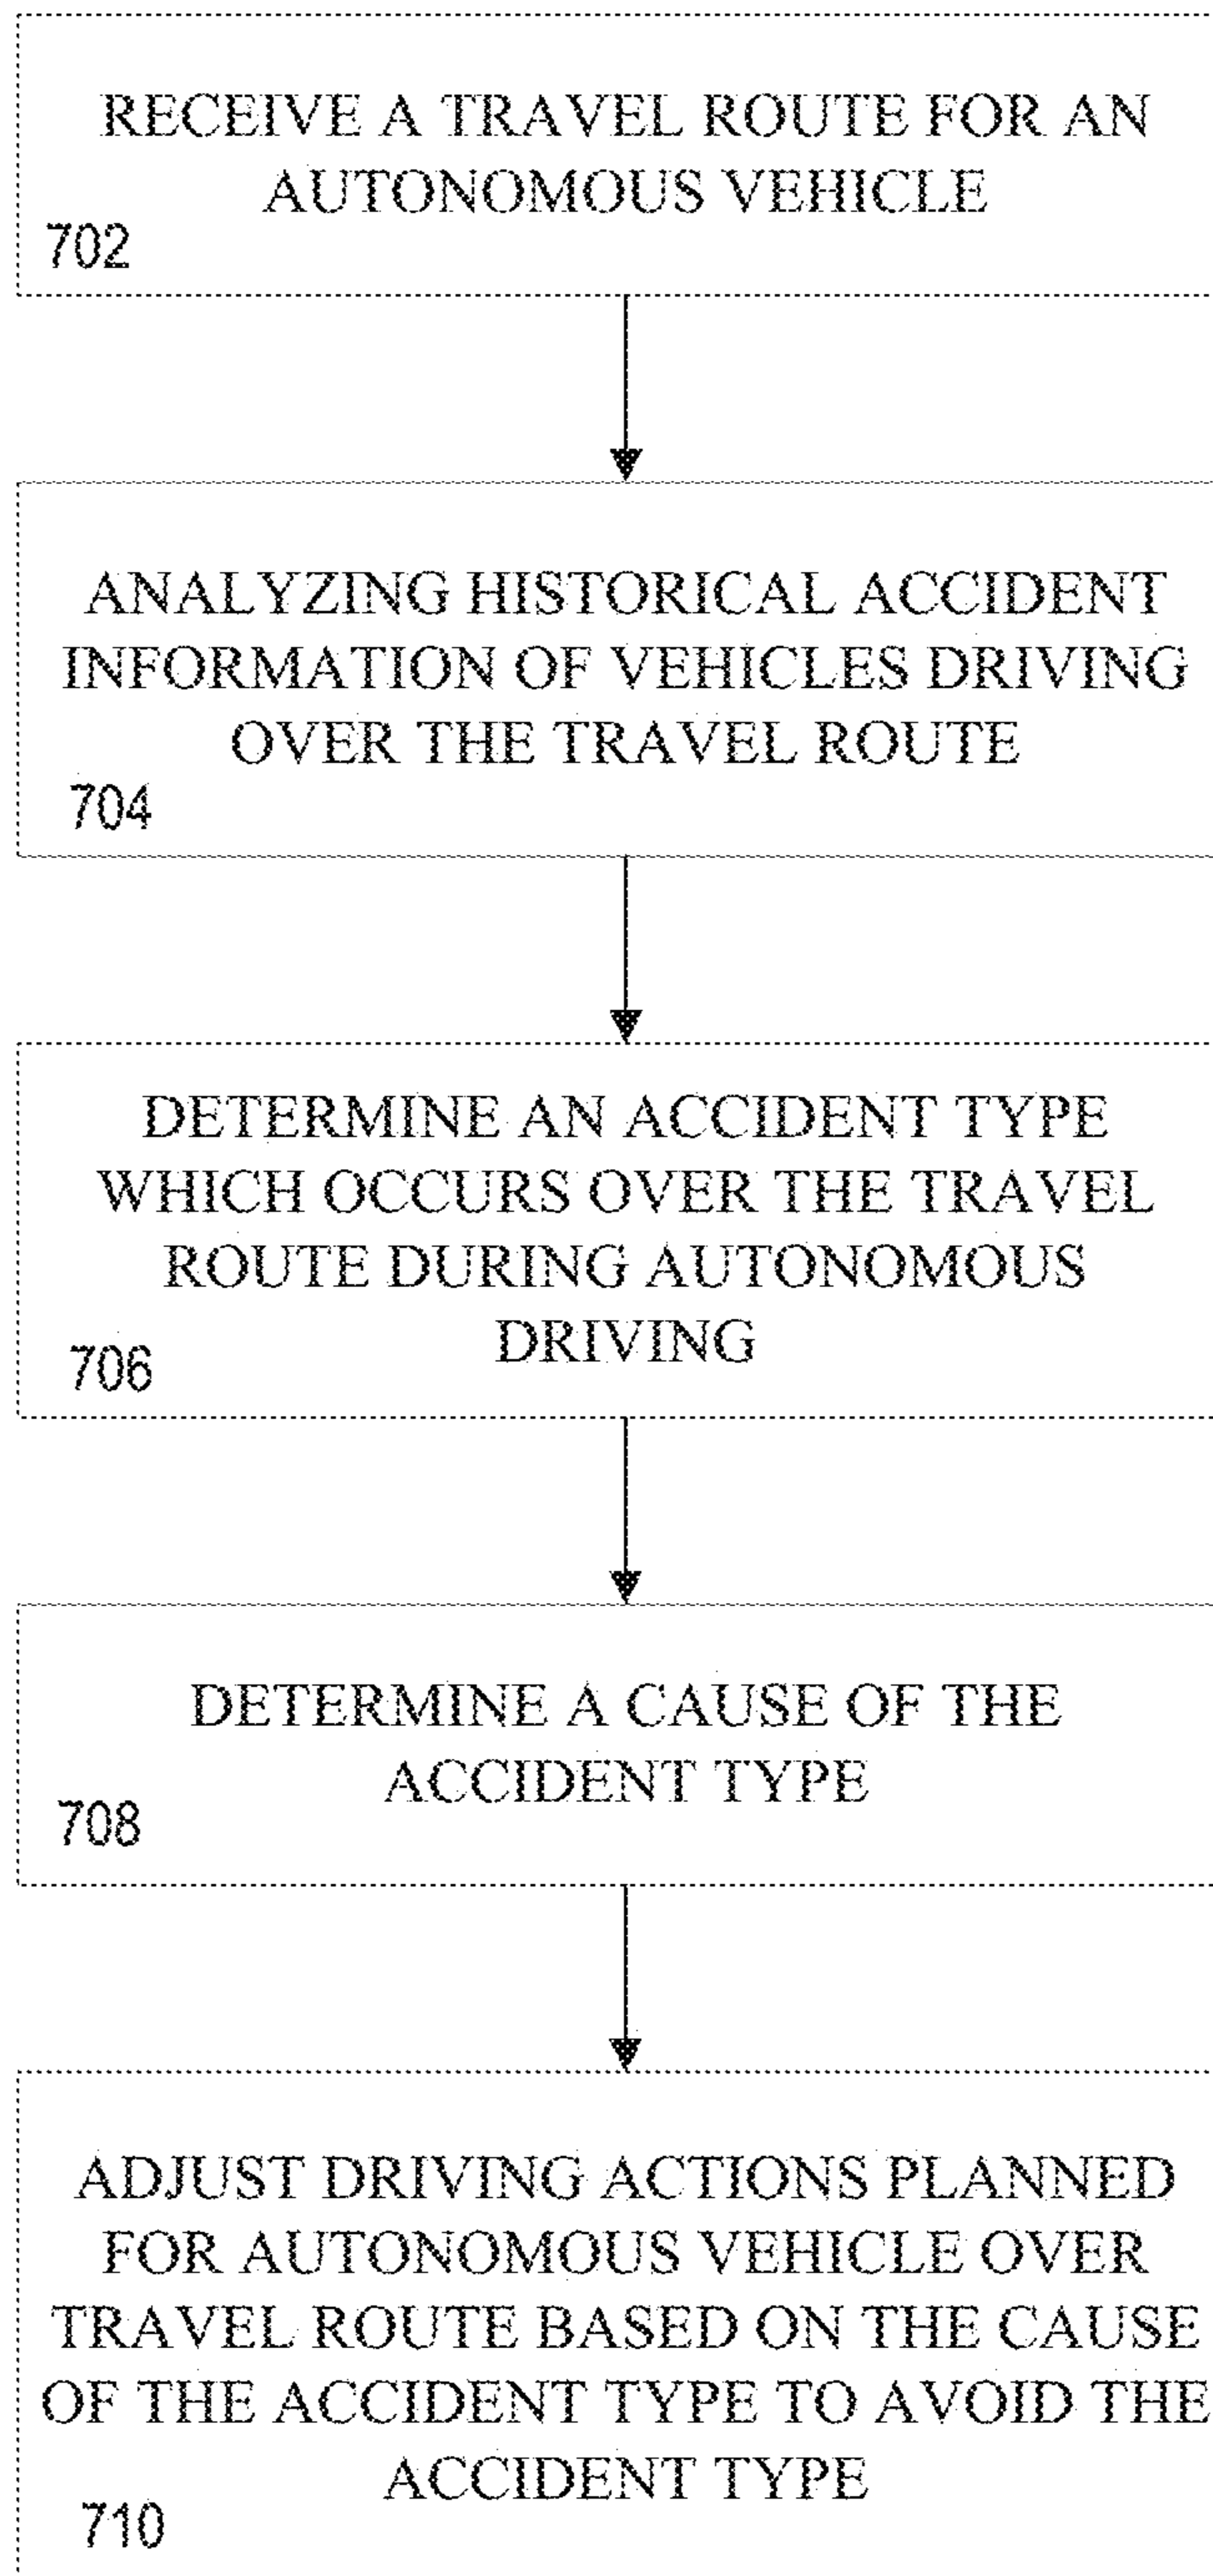 RECEIVE A TRAVEL ROUTE FOR AN
AUTONOMOUS VEHICLE
702
ANALYZING HISTORICAL ACCIDENT
INFORMATION OF VEHICLES DRIVING
OVER THE TRAVEL ROUTE
704
DETERMINE AN ACCIDENT TYPE
WHICH OCCURS OVER THE TRAVEL
ROUTE DURING AUTONOMOUS
DRIVING
706
DETERMINE A CAUSE OF THE
ACCIDENT TYPE
708
ADJUST DRIVING ACTIONS PLANNED
FOR AUTONOMOUS VEHICLE OVER
TRAVEL ROUTE BASED ON THE CAUSE
OF THE ACCIDENT TYPE TO AVOID THE
ACCIDENT TYPE
710